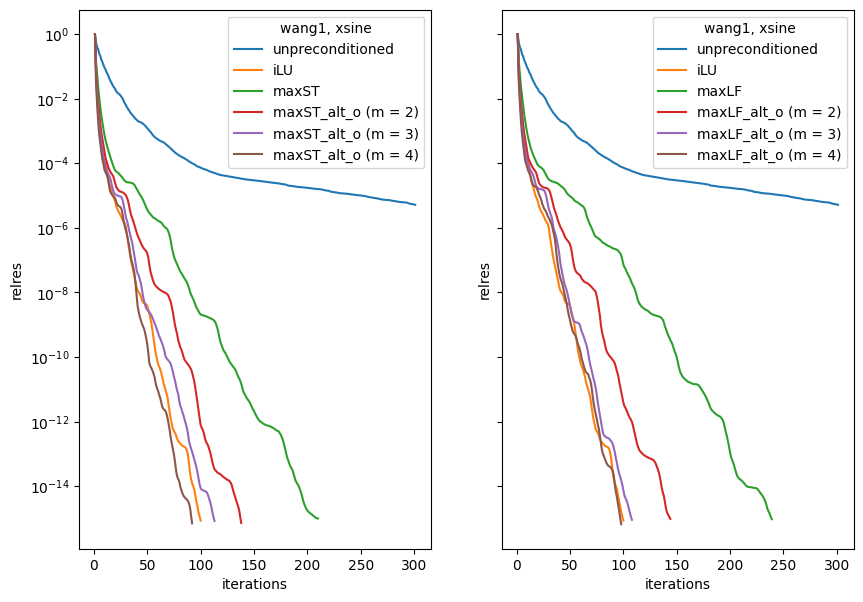 wang1, xsine
unpreconditioned
iLU
maxST
maxST_alt_o (m = 2)
maxST_alt_o (m = 3)
maxST_alt_o (m = 4)
10^0
10^−2
10^−4
10^−6
10^−8
10^−10
10^−12
10^−14
relres
0 50 100 150 200 250 300
iterations
wang1, xsine
unpreconditioned
iLU
maxLF
maxLF_alt_o (m = 2)
maxLF_alt_o (m = 3)
maxLF_alt_o (m = 4)
relres
0 50 100 150 200 250 300
iterations